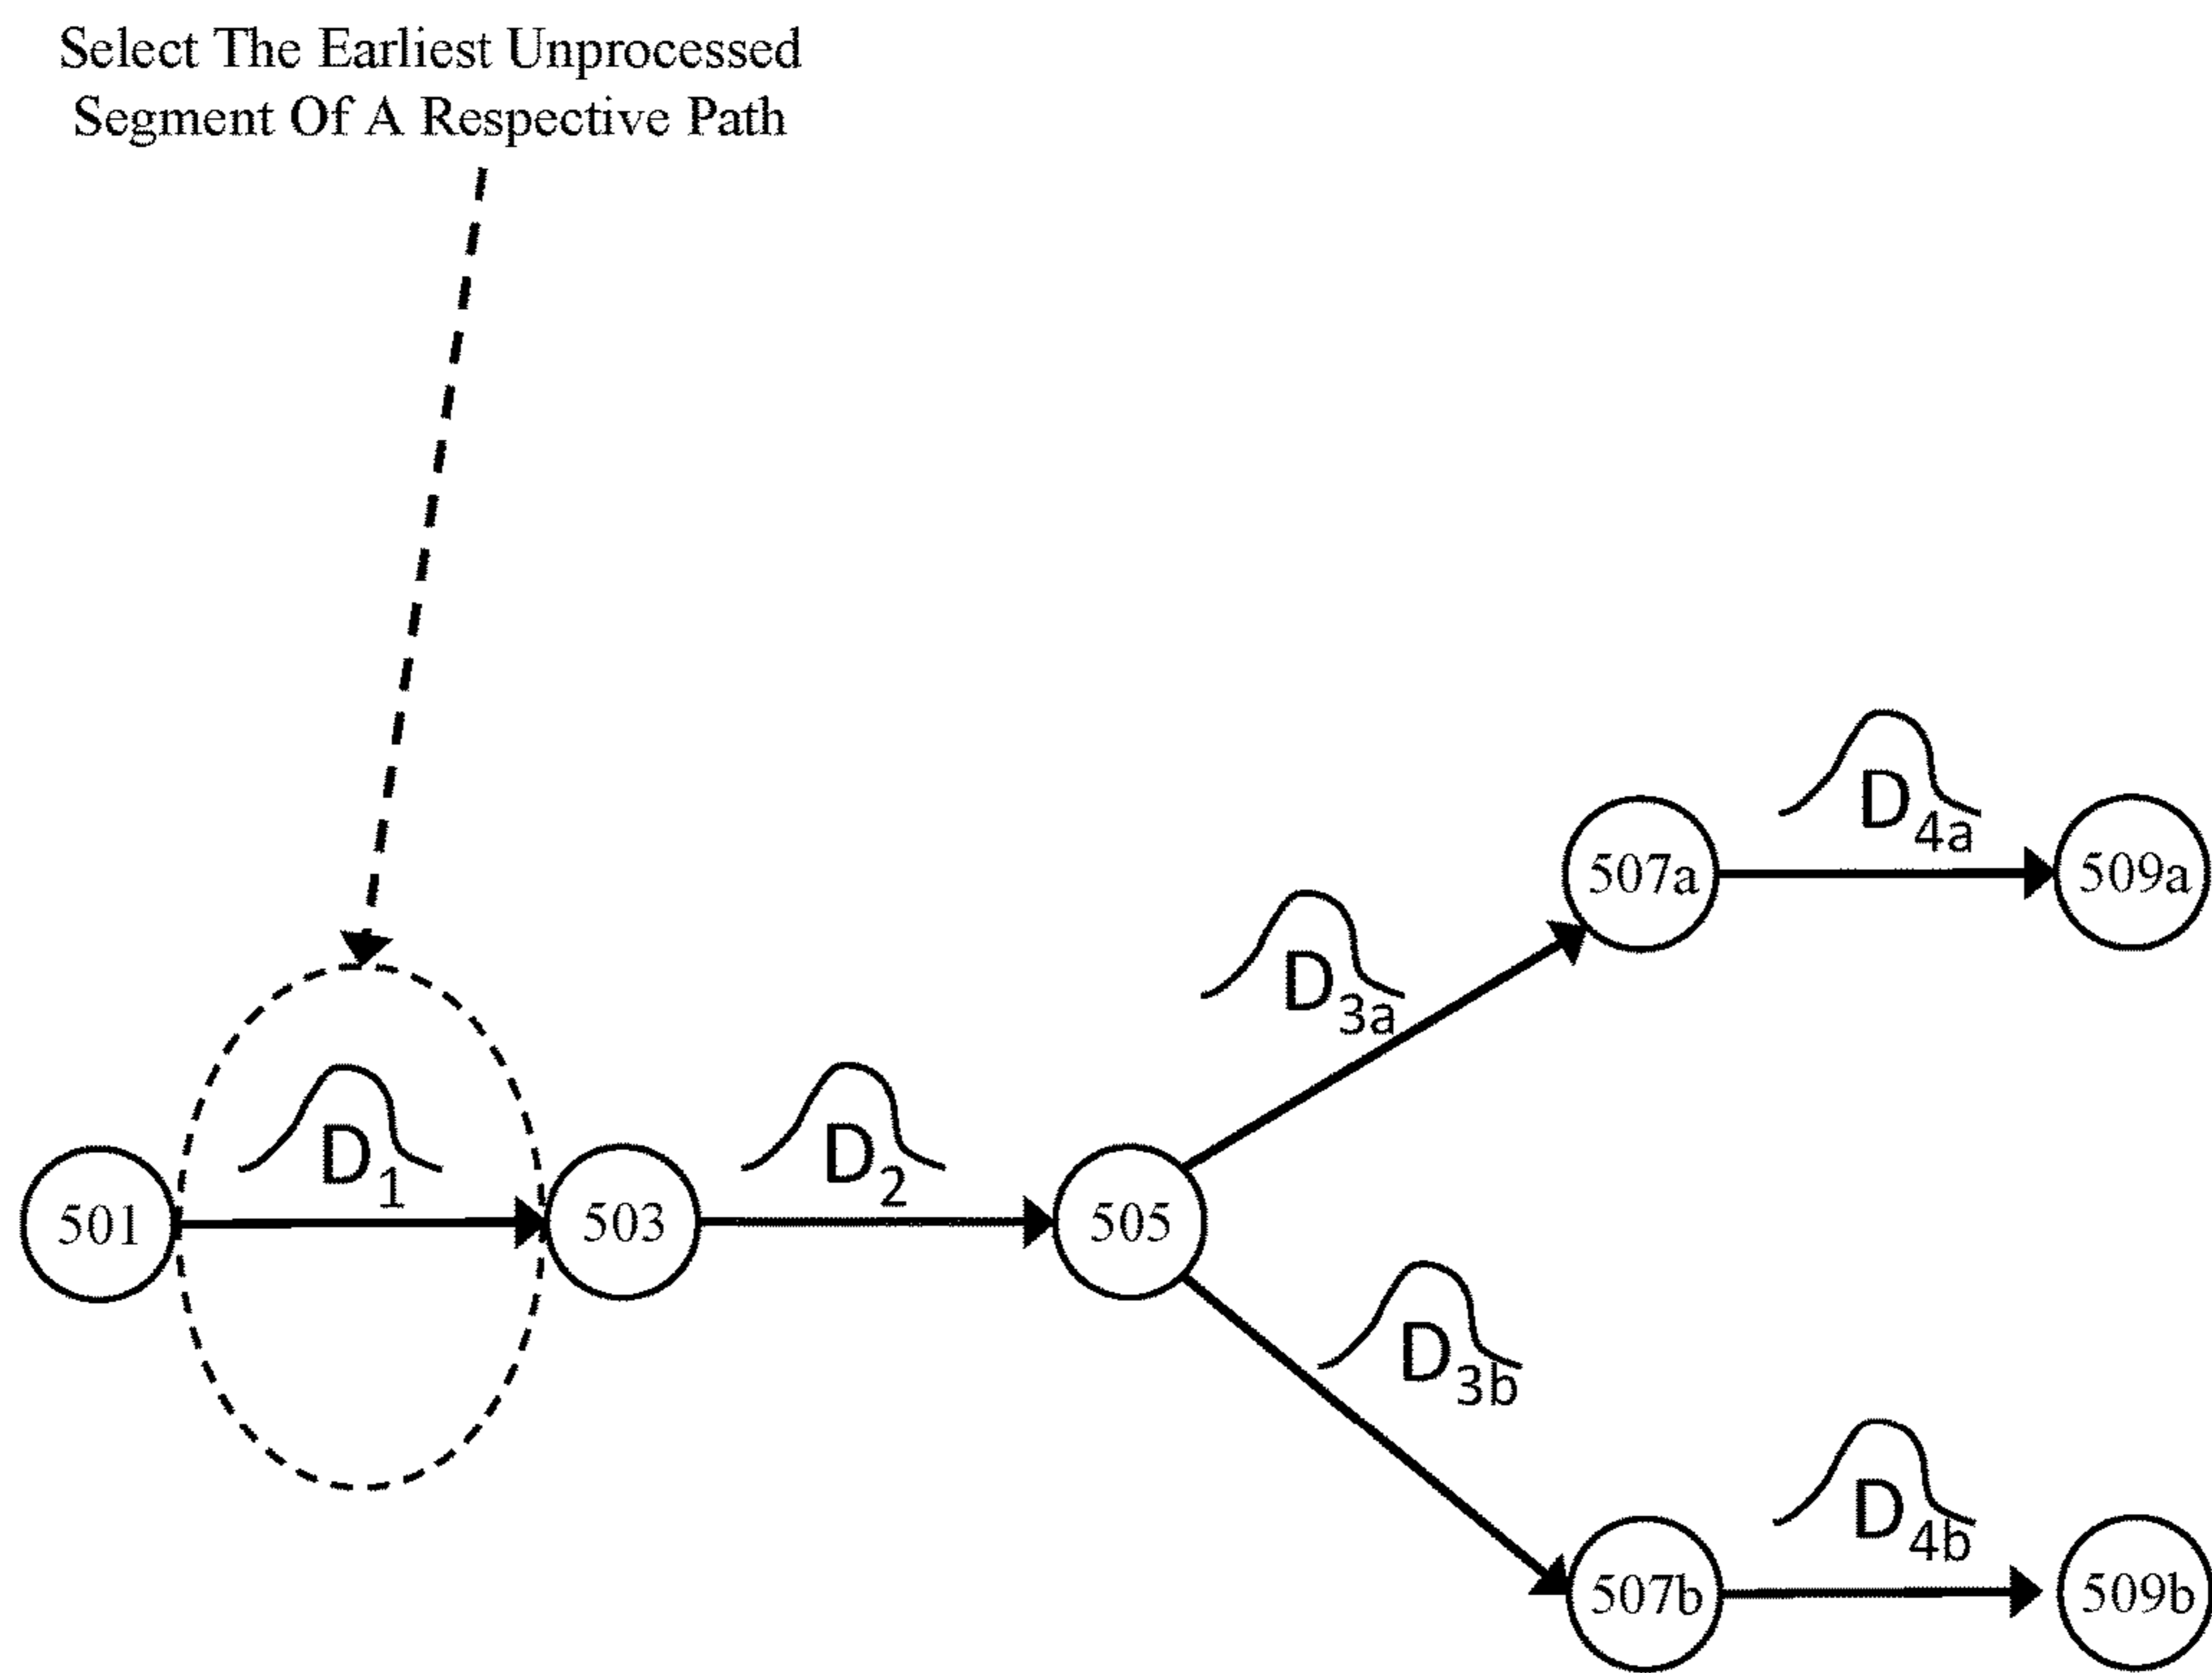 Select The Earliest Unprocessed
Segment Of A Respective Path
D4a
507a
509a
D3a
D1
D2
501
503
505
D3b
D4b
507b
509b